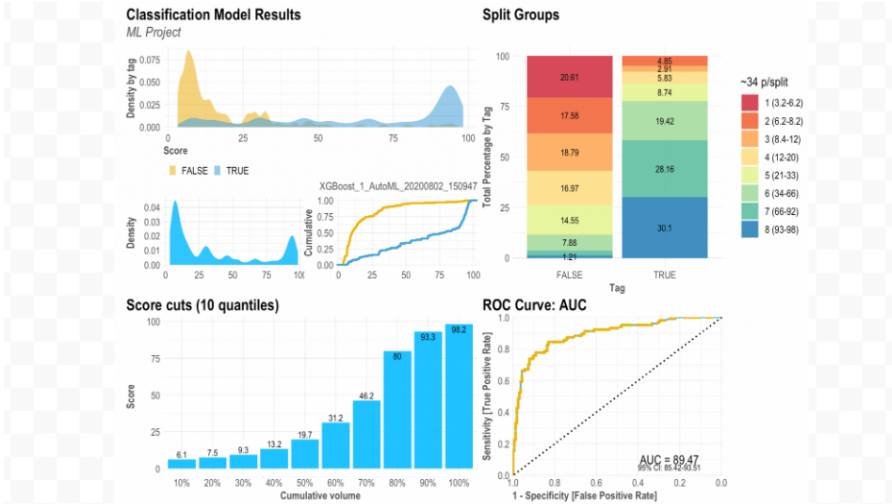 Classification Model Results
ML Project
Density by tag
0.075
0.050
0.025
0.000
0 25 50 75 100
Score
FALSE TRUE
Density
0.04
0.03
0.02
0.01
0.00
0 25 50 75
XGBoost_1_AutoML_20200802_150947
Cumulative
1.00
0.75
0.50
0.25
0.00
0 25 50 75 100
Split Groups
Total Percentage by Tag
100
75
50
25
0
20.61
17.58
18.79
16.97
14.55
7.88
1.21
4.85
2.91
5.83
8.74
19.42
28.16
30.1
FALSE TRUE
Tag
~34 p/split
1 (3.2-6.2)
2 (6.2-8.2)
3 (8.4-12)
4 (12-20)
5 (21-33)
6 (34-66)
7 (66-92)
8 (93-98)
Score cuts (10 quantiles)
Score
100
75
50
25
0
6.1 7.5 9.3 13.2 19.7 31.2 46.2 80 93.3 98.2
10% 20% 30% 40% 50% 60% 70% 80% 90% 100%
Cumulative volume
ROC Curve: AUC
Sensitivity [True Positive Rate]
1.0
0.8
0.6
0.4
0.2
0.0
AUC = 89.47
95% CI: 85.42-93.51
1.0 0.8 0.6 0.4 0.2 0.0
1 - Specificity [False Positive Rate]